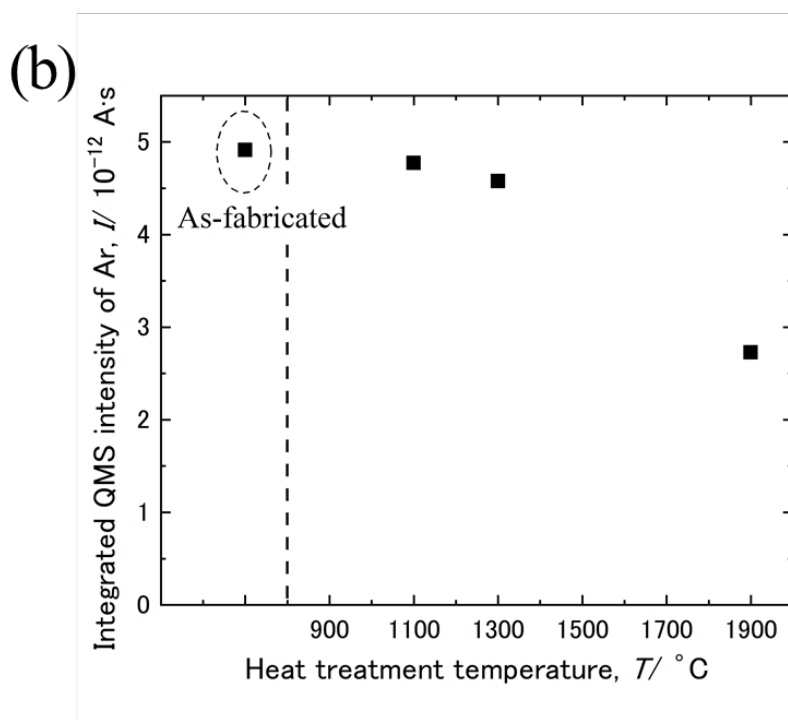 (b)
Integrated QMS intensity of Ar, I/ 10⁻¹² A·s
5
4
3
2
1
0
As-fabricated
900 1100 1300 1500 1700 1900
Heat treatment temperature, T/ °C